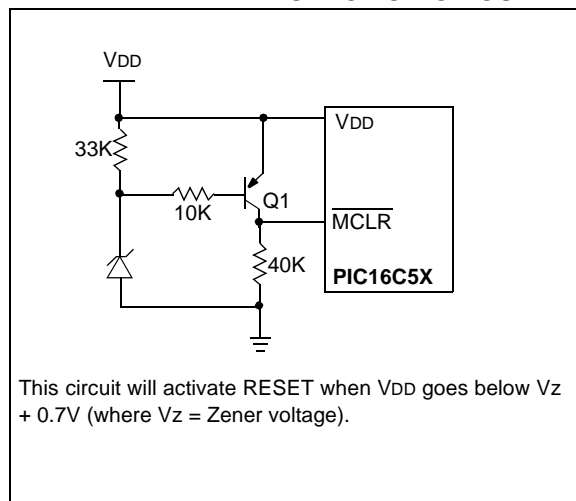 VDD
VDD
33K
10K
Q1
MCLR
40K
PIC16C5X
This circuit will activate RESET when VDD goes below Vz
+ 0.7V (where Vz = Zener voltage).